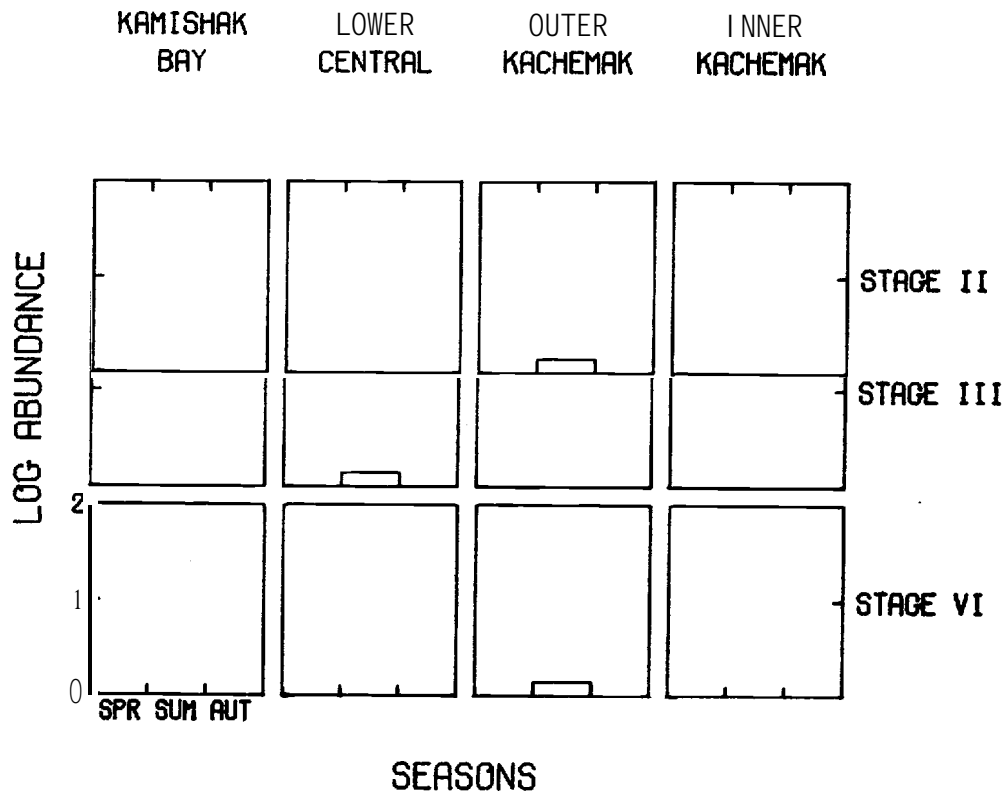 KAMISHAK BAY
LOWER CENTRAL
OUTER KACHEMAK
INNER KACHEMAK
LOG ABUNDANCE
STAGE II
STAGE III
2
1
0
STAGE VI
SPR SUM AUT
SEASONS